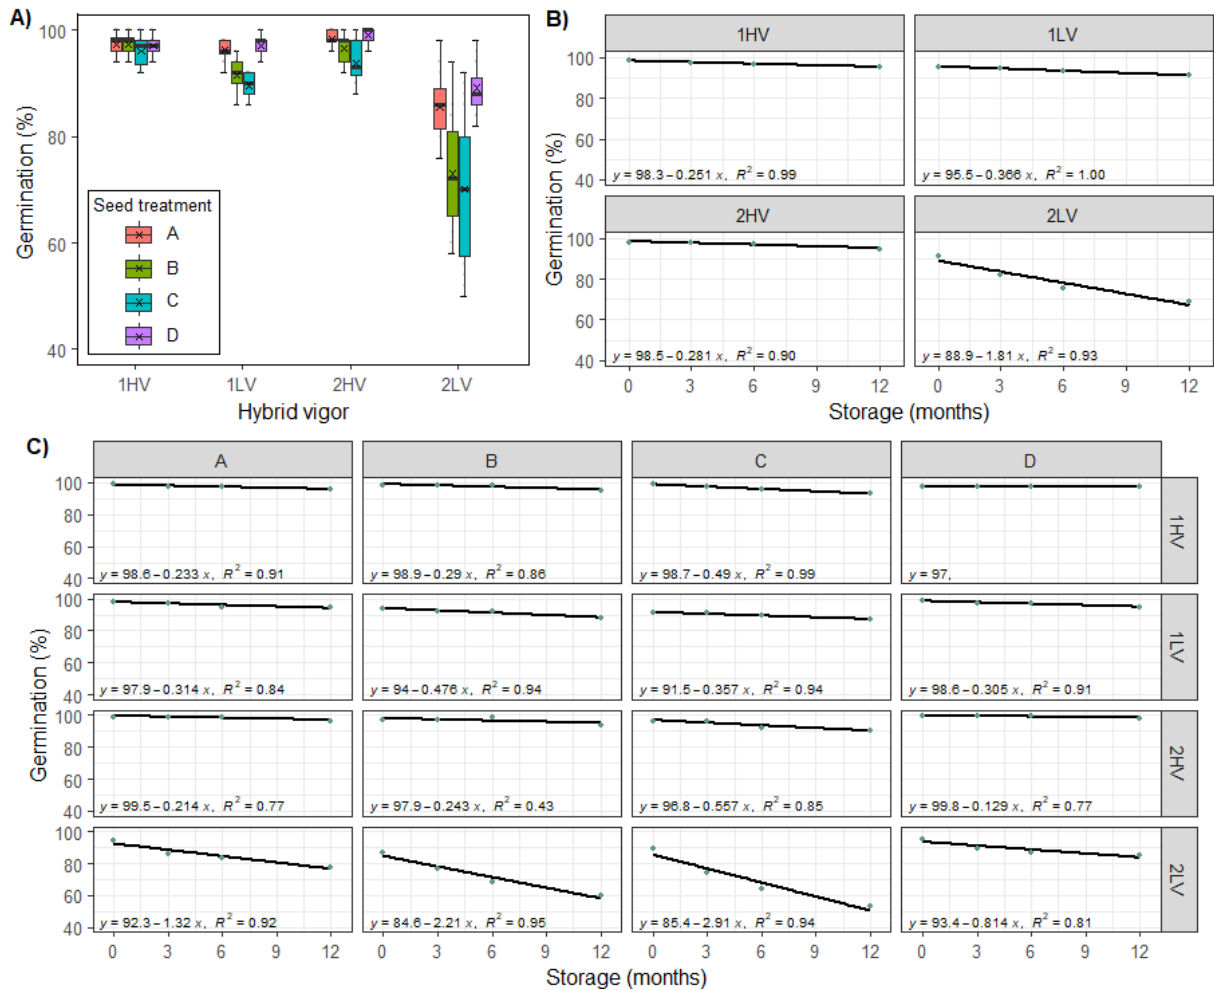 A)
Germination (%)
100
80
60
40
Seed treatment
A
B
C
D
1HV 1LV 2HV 2LV
Hybrid vigor
B)
Germination (%)
1HV 1LV
100
80
60
40
y = 98.3 − 0.251 x, R² = 0.99
y = 95.5 − 0.366 x, R² = 1.00
2HV 2LV
100
80
60
40
y = 98.5 − 0.281 x, R² = 0.90
y = 88.9 − 1.81 x, R² = 0.93
0 3 6 9 12 0 3 6 9 12
Storage (months)
C)
Germination (%)
Germination (%)
A B C D
100
80
60
40
y = 98.6 − 0.233 x, R² = 0.91
y = 98.9 − 0.29 x, R² = 0.86
y = 98.7 − 0.49 x, R² = 0.99
y = 97,
1HV
100
80
60
40
y = 97.9 − 0.314 x, R² = 0.84
y = 94 − 0.476 x, R² = 0.94
y = 91.5 − 0.357 x, R² = 0.94
y = 98.6 − 0.305 x, R² = 0.91
1LV
100
80
60
40
y = 99.5 − 0.214 x, R² = 0.77
y = 97.9 − 0.243 x, R² = 0.43
y = 96.8 − 0.557 x, R² = 0.85
y = 99.8 − 0.129 x, R² = 0.77
2HV
100
80
60
40
y = 92.3 − 1.32 x, R² = 0.92
y = 84.6 − 2.21 x, R² = 0.95
y = 85.4 − 2.91 x, R² = 0.94
y = 93.4 − 0.814 x, R² = 0.81
2LV
0 3 6 9 12 0 3 6 9 12 0 3 6 9 12 0 3 6 9 12
Storage (months)